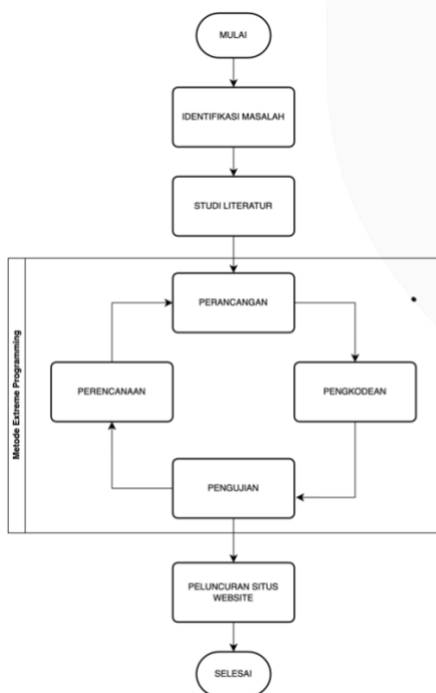 MULAI
IDENTIFIKASI MASALAH
STUDI LITERATUR
Metode Extreme Programming
PERANCANGAN
PERENCANAAN
PENGKODEAN
PENGUJIAN
PELUNCURAN SITUS
WEBSITE
SELESAI